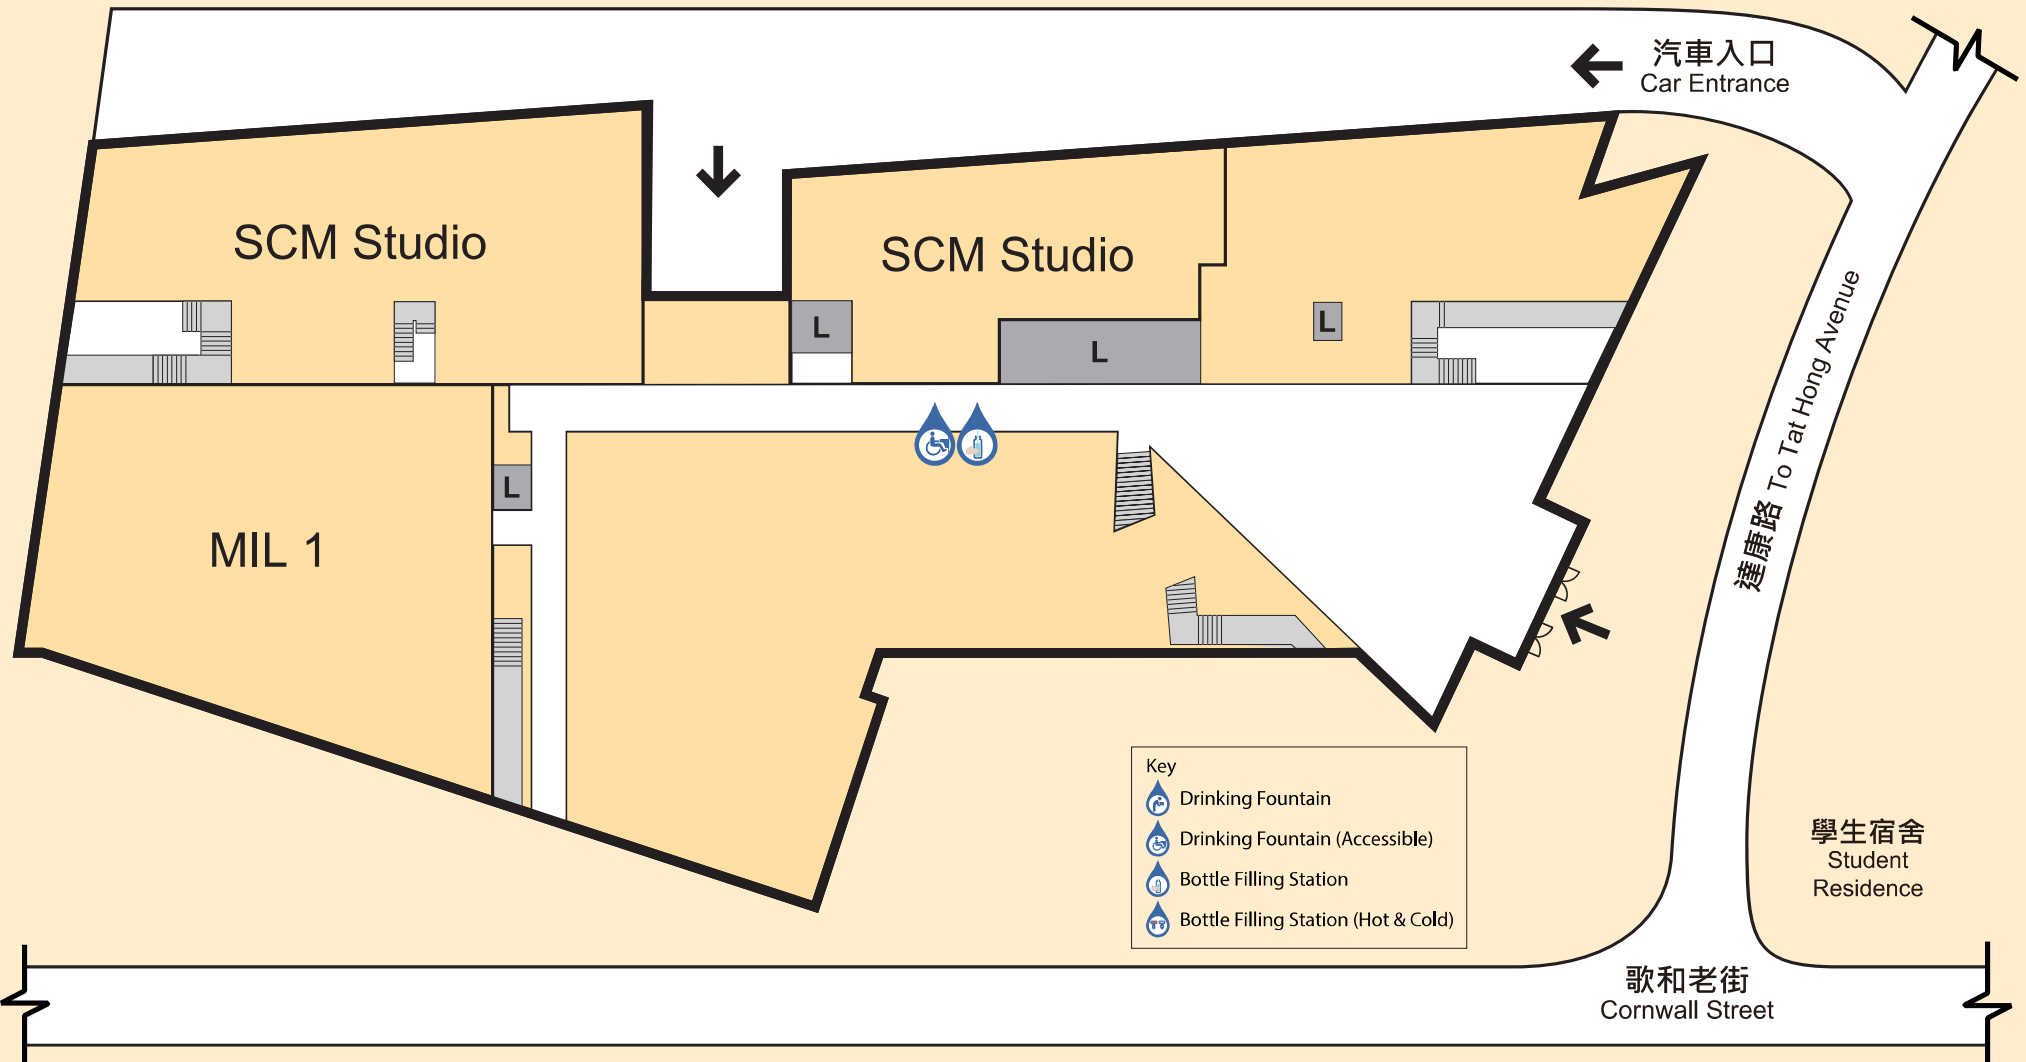 汽車入口
Car Entrance
SCM Studio
SCM Studio
L
L
L
L
MIL 1
達康路 To Tat Hong Avenue
Key
Drinking Fountain
Drinking Fountain (Accessible)
Bottle Filling Station
Bottle Filling Station (Hot & Cold)
學生宿舍
Student
Residence
歌和老街
Cornwall Street